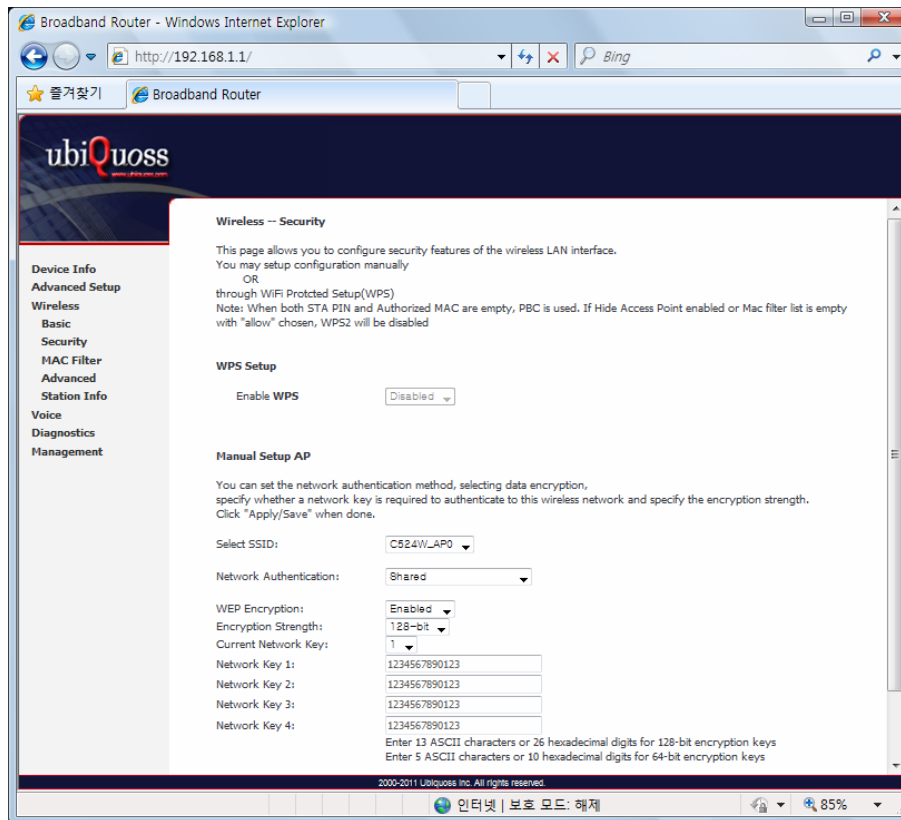 Broadband Router - Windows Internet Explorer
http://192.168.1.1/
Bing
즐겨찾기
Broadband Router
ubiQuoss
Device Info
Advanced Setup
Wireless
Basic
Security
MAC Filter
Advanced
Station Info
Voice
Diagnostics
Management
Wireless -- Security
This page allows you to configure security features of the wireless LAN interface.
You may setup configuration manually
OR
through WiFi Protcted Setup(WPS)
Note: When both STA PIN and Authorized MAC are empty, PBC is used. If Hide Access Point enabled or Mac filter list is empty
with "allow" chosen, WPS2 will be disabled
WPS Setup
Enable WPS Disabled
Manual Setup AP
You can set the network authentication method, selecting data encryption,
specify whether a network key is required to authenticate to this wireless network and specify the encryption strength.
Click "Apply/Save" when done.
Select SSID: C524W_AP0
Network Authentication: Shared
WEP Encryption: Enabled
Encryption Strength: 128-bit
Current Network Key: 1
Network Key 1: 1234567890123
Network Key 2: 1234567890123
Network Key 3: 1234567890123
Network Key 4: 1234567890123
Enter 13 ASCII characters or 26 hexadecimal digits for 128-bit encryption keys
Enter 5 ASCII characters or 10 hexadecimal digits for 64-bit encryption keys
2000-2011 Ubiquoss Inc. All rights reserved.
인터넷 | 보호 모드: 해제
85%